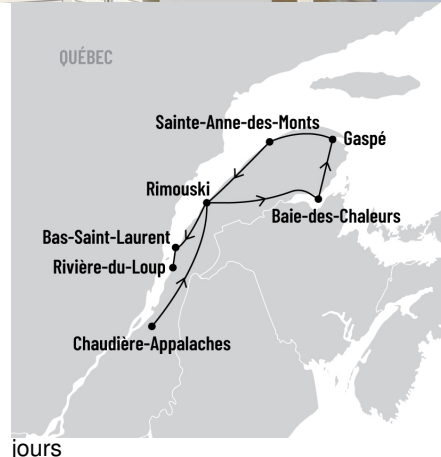 QUÉBEC
Sainte-Anne-des-Monts
Gaspé
Rimouski
Baie-des-Chaleurs
Bas-Saint-Laurent
Rivière-du-Loup
Chaudière-Appalaches
jours